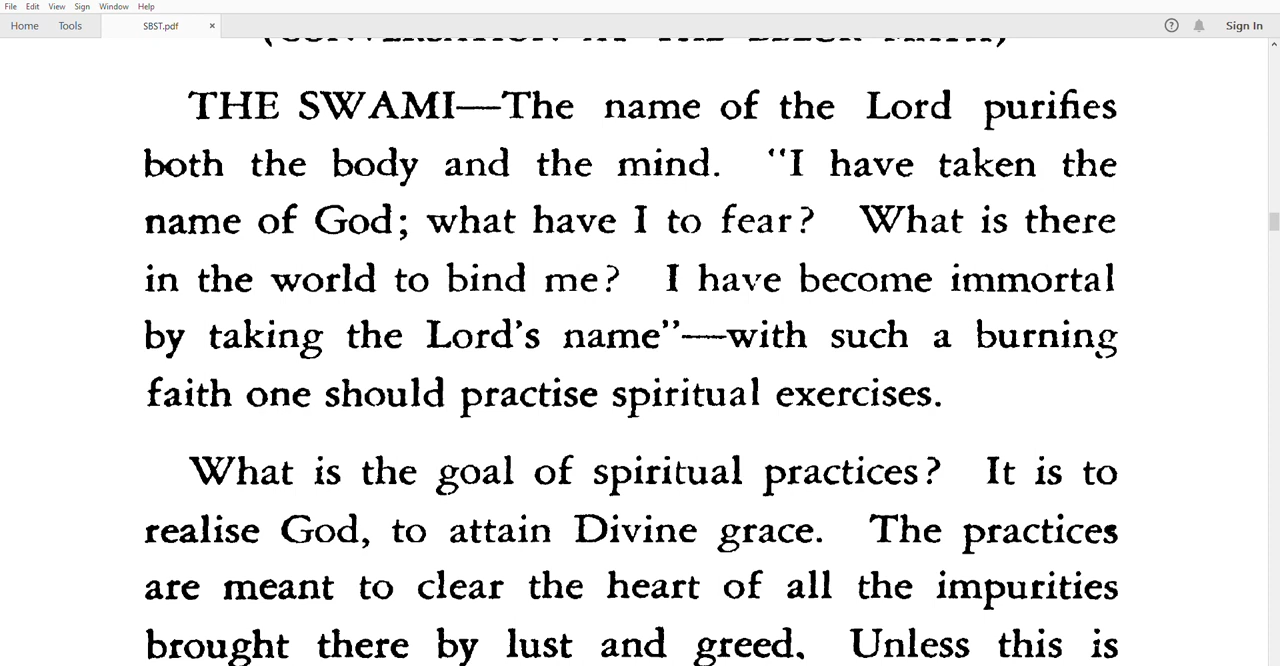 File Edit View Sign Window Help
Home Tools SBST.pdf × ? Sign In
(CONVERSATION AT THE BELUR MATH)
THE SWAMI—The name of the Lord purifies
both the body and the mind. "I have taken the
name of God; what have I to fear? What is there
in the world to bind me? I have become immortal
by taking the Lord's name"—with such a burning
faith one should practise spiritual exercises.
What is the goal of spiritual practices? It is to
realise God, to attain Divine grace. The practices
are meant to clear the heart of all the impurities
brought there by lust and greed. Unless this is